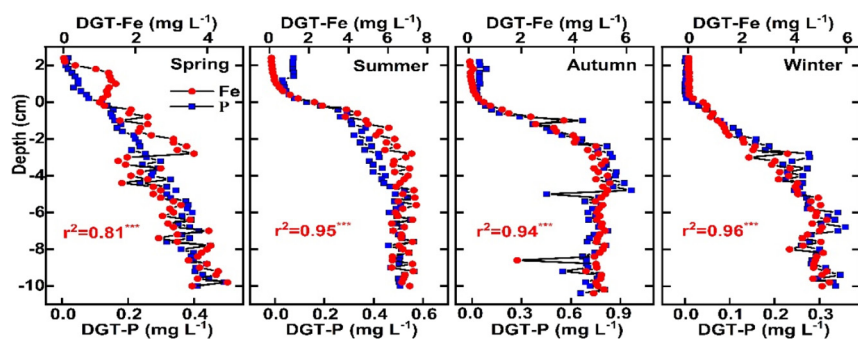 DGT-Fe (mg L⁻¹) DGT-Fe (mg L⁻¹) DGT-Fe (mg L⁻¹) DGT-Fe (mg L⁻¹)
0 2 4 0 2 4 6 8 0 2 4 6 0 2 4 6
2 Spring Summer Autumn Winter
Fe
P
0
-2
-4
-6
-8
-10
Depth (cm)
r²=0.81*** r²=0.95*** r²=0.94*** r²=0.96***
0.0 0.2 0.4 0.0 0.2 0.4 0.6 0.0 0.3 0.6 0.9 0.0 0.1 0.2 0.3
DGT-P (mg L⁻¹) DGT-P (mg L⁻¹) DGT-P (mg L⁻¹) DGT-P (mg L⁻¹)